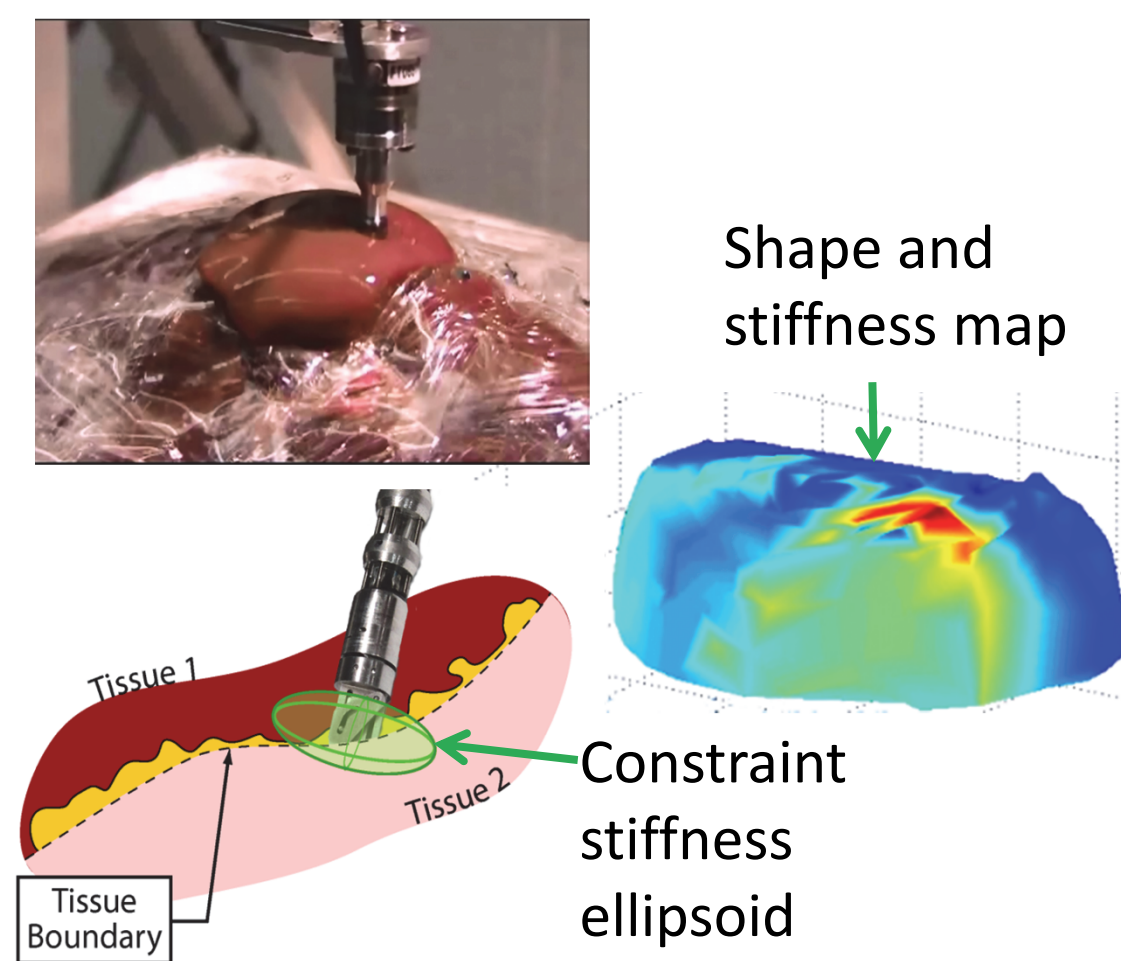 Shape and
stiffness map
Tissue 1
Tissue 2
Constraint
stiffness
ellipsoid
Tissue
Boundary